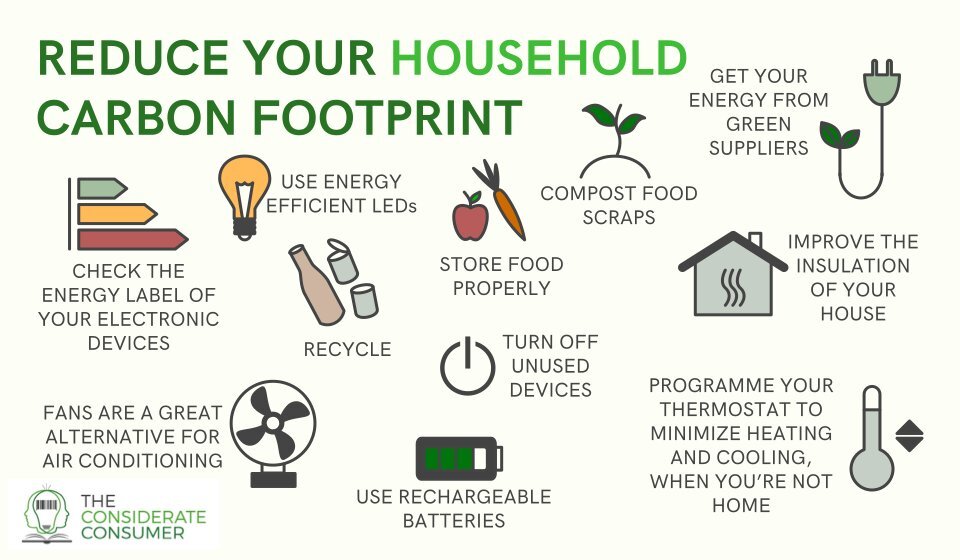 REDUCE YOUR HOUSEHOLD
CARBON FOOTPRINT
GET YOUR
ENERGY FROM
GREEN
SUPPLIERS
USE ENERGY
EFFICIENT LEDs
COMPOST FOOD
SCRAPS
CHECK THE
ENERGY LABEL OF
YOUR ELECTRONIC
DEVICES
RECYCLE
STORE FOOD
PROPERLY
IMPROVE THE
INSULATION
OF YOUR
HOUSE
TURN OFF
UNUSED
DEVICES
FANS ARE A GREAT
ALTERNATIVE FOR
AIR CONDITIONING
USE RECHARGEABLE
BATTERIES
PROGRAMME YOUR
THERMOSTAT TO
MINIMIZE HEATING
AND COOLING,
WHEN YOU'RE NOT
HOME
THE
CONSIDERATE
CONSUMER